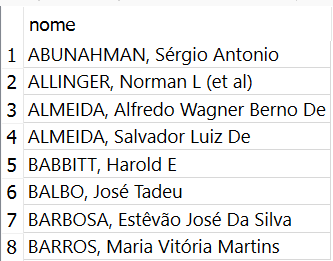 nome
1 ABUNAHMAN, Sérgio Antonio
2 ALLINGER, Norman L (et al)
3 ALMEIDA, Alfredo Wagner Berno De
4 ALMEIDA, Salvador Luiz De
5 BABBITT, Harold E
6 BALBO, José Tadeu
7 BARBOSA, Estêvão José Da Silva
8 BARROS, Maria Vitória Martins